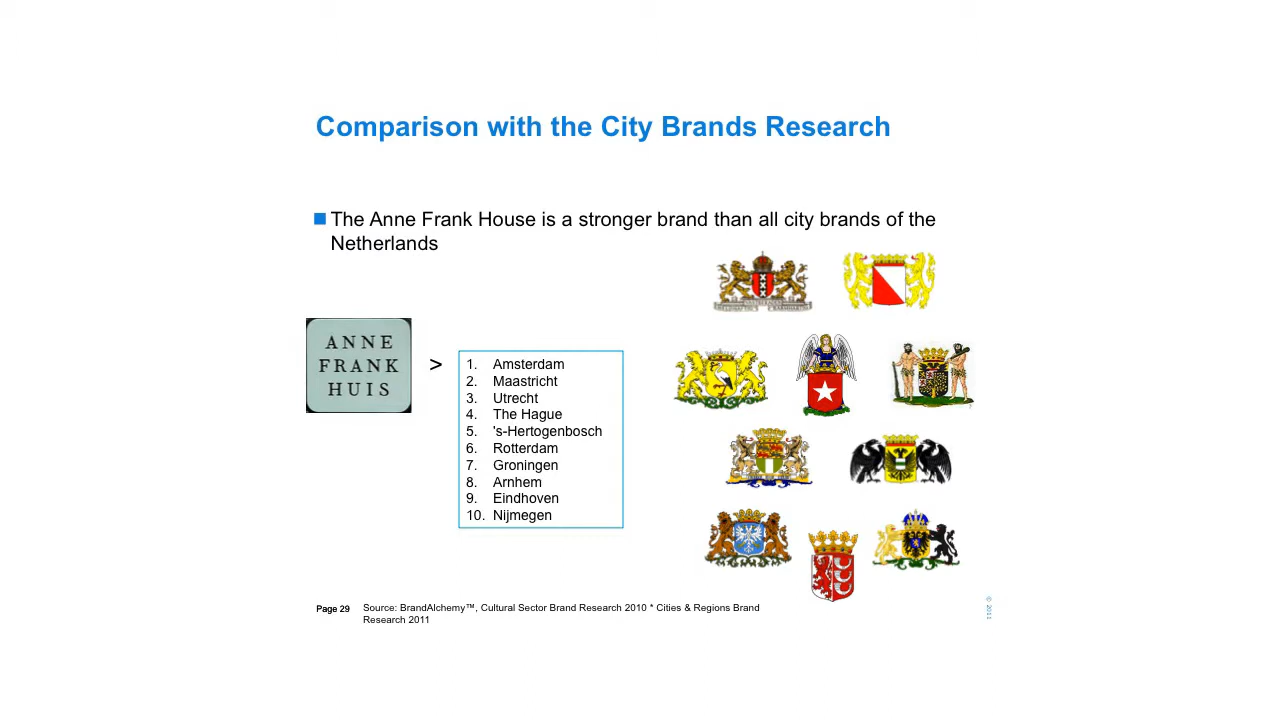 Comparison with the City Brands Research
The Anne Frank House is a stronger brand than all city brands of the
Netherlands
ANNE
FRANK
HUIS
>
1. Amsterdam
2. Maastricht
3. Utrecht
4. The Hague
5. 's-Hertogenbosch
6. Rotterdam
7. Groningen
8. Arnhem
9. Eindhoven
10. Nijmegen
Page 29
Source: BrandAlchemy™, Cultural Sector Brand Research 2010 * Cities & Regions Brand
Research 2011
© 2011